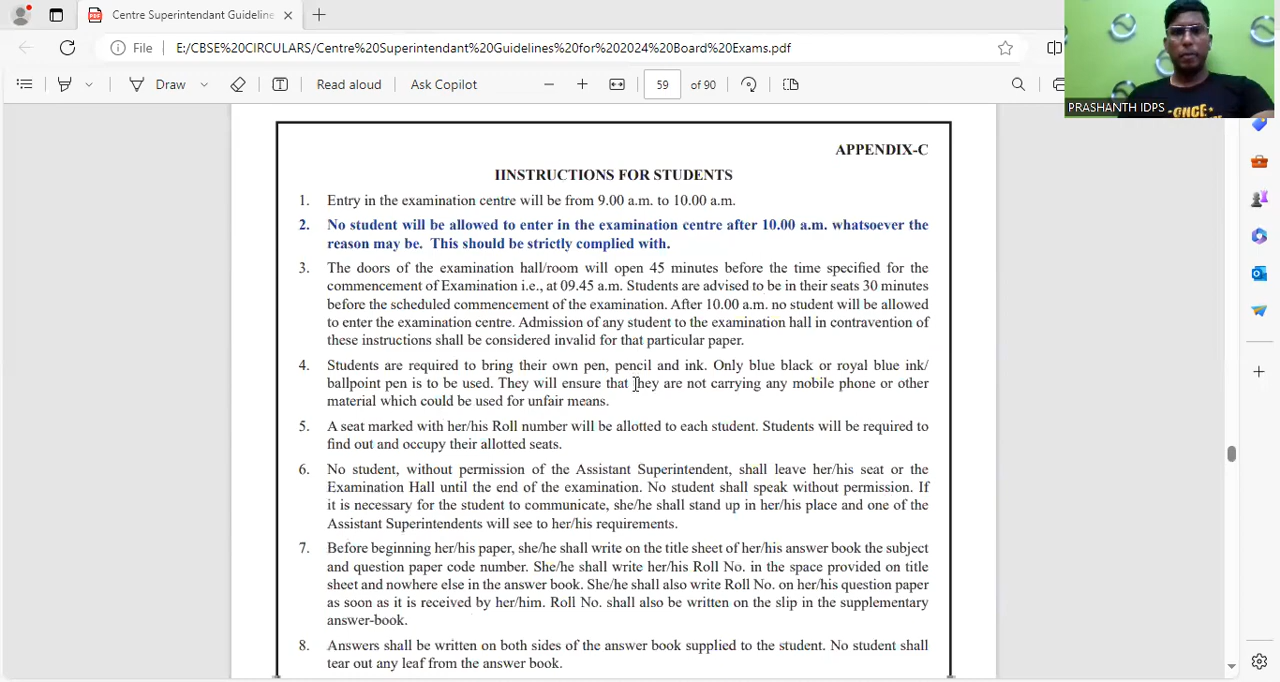 Centre Superintendant Guideline
File
E:/CBSE%20CIRCULARS/Centre%20Superintendant%20Guidelines%20for%202024%20Board%20Exams.pdf
Draw
Read aloud
Ask Copilot
59
of 90
PRASHANTH IDPS
APPENDIX-C
IINSTRUCTIONS FOR STUDENTS
1. Entry in the examination centre will be from 9.00 a.m. to 10.00 a.m.
2. No student will be allowed to enter in the examination centre after 10.00 a.m. whatsoever the
reason may be. This should be strictly complied with.
3. The doors of the examination hall/room will open 45 minutes before the time specified for the
commencement of Examination i.e., at 09.45 a.m. Students are advised to be in their seats 30 minutes
before the scheduled commencement of the examination. After 10.00 a.m. no student will be allowed
to enter the examination centre. Admission of any student to the examination hall in contravention of
these instructions shall be considered invalid for that particular paper.
4. Students are required to bring their own pen, pencil and ink. Only blue black or royal blue ink/
ballpoint pen is to be used. They will ensure that they are not carrying any mobile phone or other
material which could be used for unfair means.
5. A seat marked with her/his Roll number will be allotted to each student. Students will be required to
find out and occupy their allotted seats.
6. No student, without permission of the Assistant Superintendent, shall leave her/his seat or the
Examination Hall until the end of the examination. No student shall speak without permission. If
it is necessary for the student to communicate, she/he shall stand up in her/his place and one of the
Assistant Superintendents will see to her/his requirements.
7. Before beginning her/his paper, she/he shall write on the title sheet of her/his answer book the subject
and question paper code number. She/he shall write her/his Roll No. in the space provided on title
sheet and nowhere else in the answer book. She/he shall also write Roll No. on her/his question paper
as soon as it is received by her/him. Roll No. shall also be written on the slip in the supplementary
answer-book.
8. Answers shall be written on both sides of the answer book supplied to the student. No student shall
tear out any leaf from the answer book.